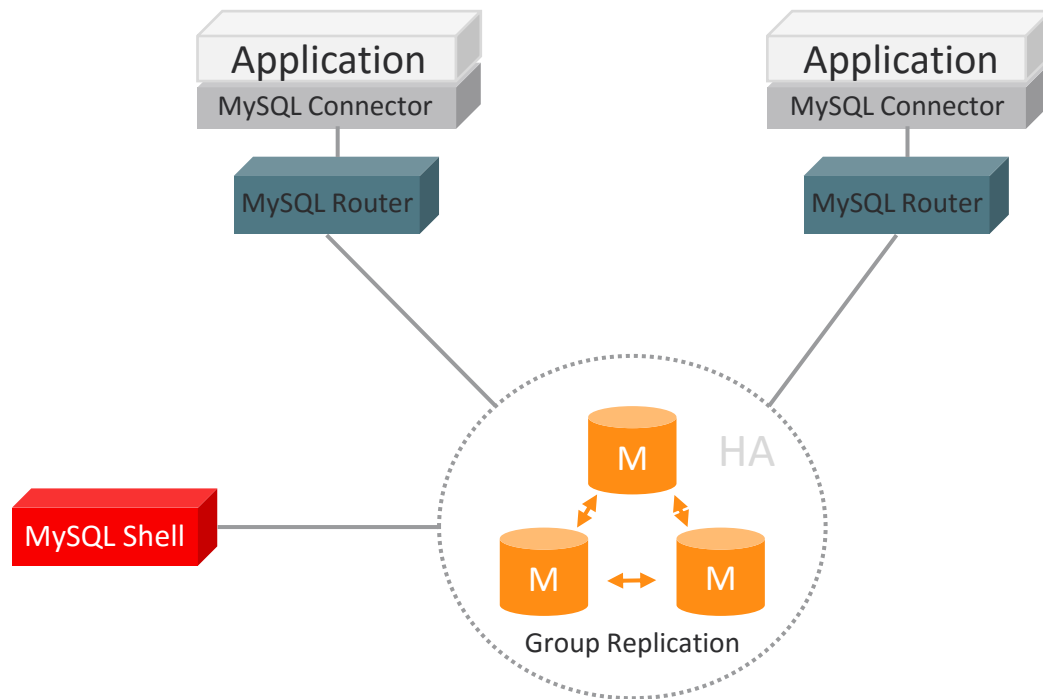 Application
MySQL Connector
MySQL Router
Application
MySQL Connector
MySQL Router
HA
M
MySQL Shell
M
M
Group Replication